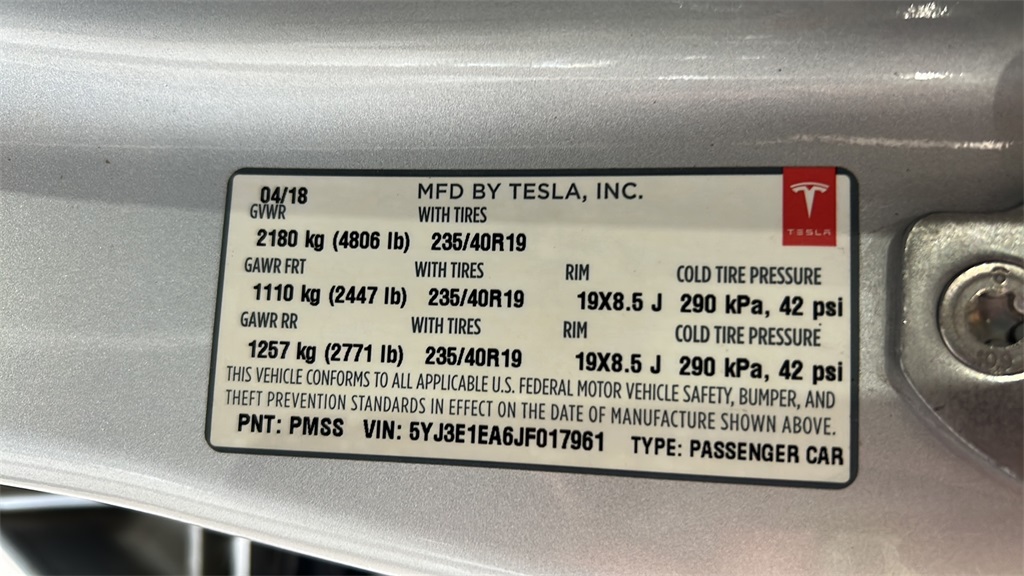 04/18 MFD BY TESLA, INC.
TESLA
GVWR WITH TIRES
2180 kg (4806 lb) 235/40R19
GAWR FRT WITH TIRES RIM COLD TIRE PRESSURE
1110 kg (2447 lb) 235/40R19 19X8.5 J 290 kPa, 42 psi
GAWR RR WITH TIRES RIM COLD TIRE PRESSURE
1257 kg (2771 lb) 235/40R19 19X8.5 J 290 kPa, 42 psi
THIS VEHICLE CONFORMS TO ALL APPLICABLE U.S. FEDERAL MOTOR VEHICLE SAFETY, BUMPER, AND
THEFT PREVENTION STANDARDS IN EFFECT ON THE DATE OF MANUFACTURE SHOWN ABOVE.
PNT: PMSS VIN: 5YJ3E1EA6JF017961 TYPE: PASSENGER CAR